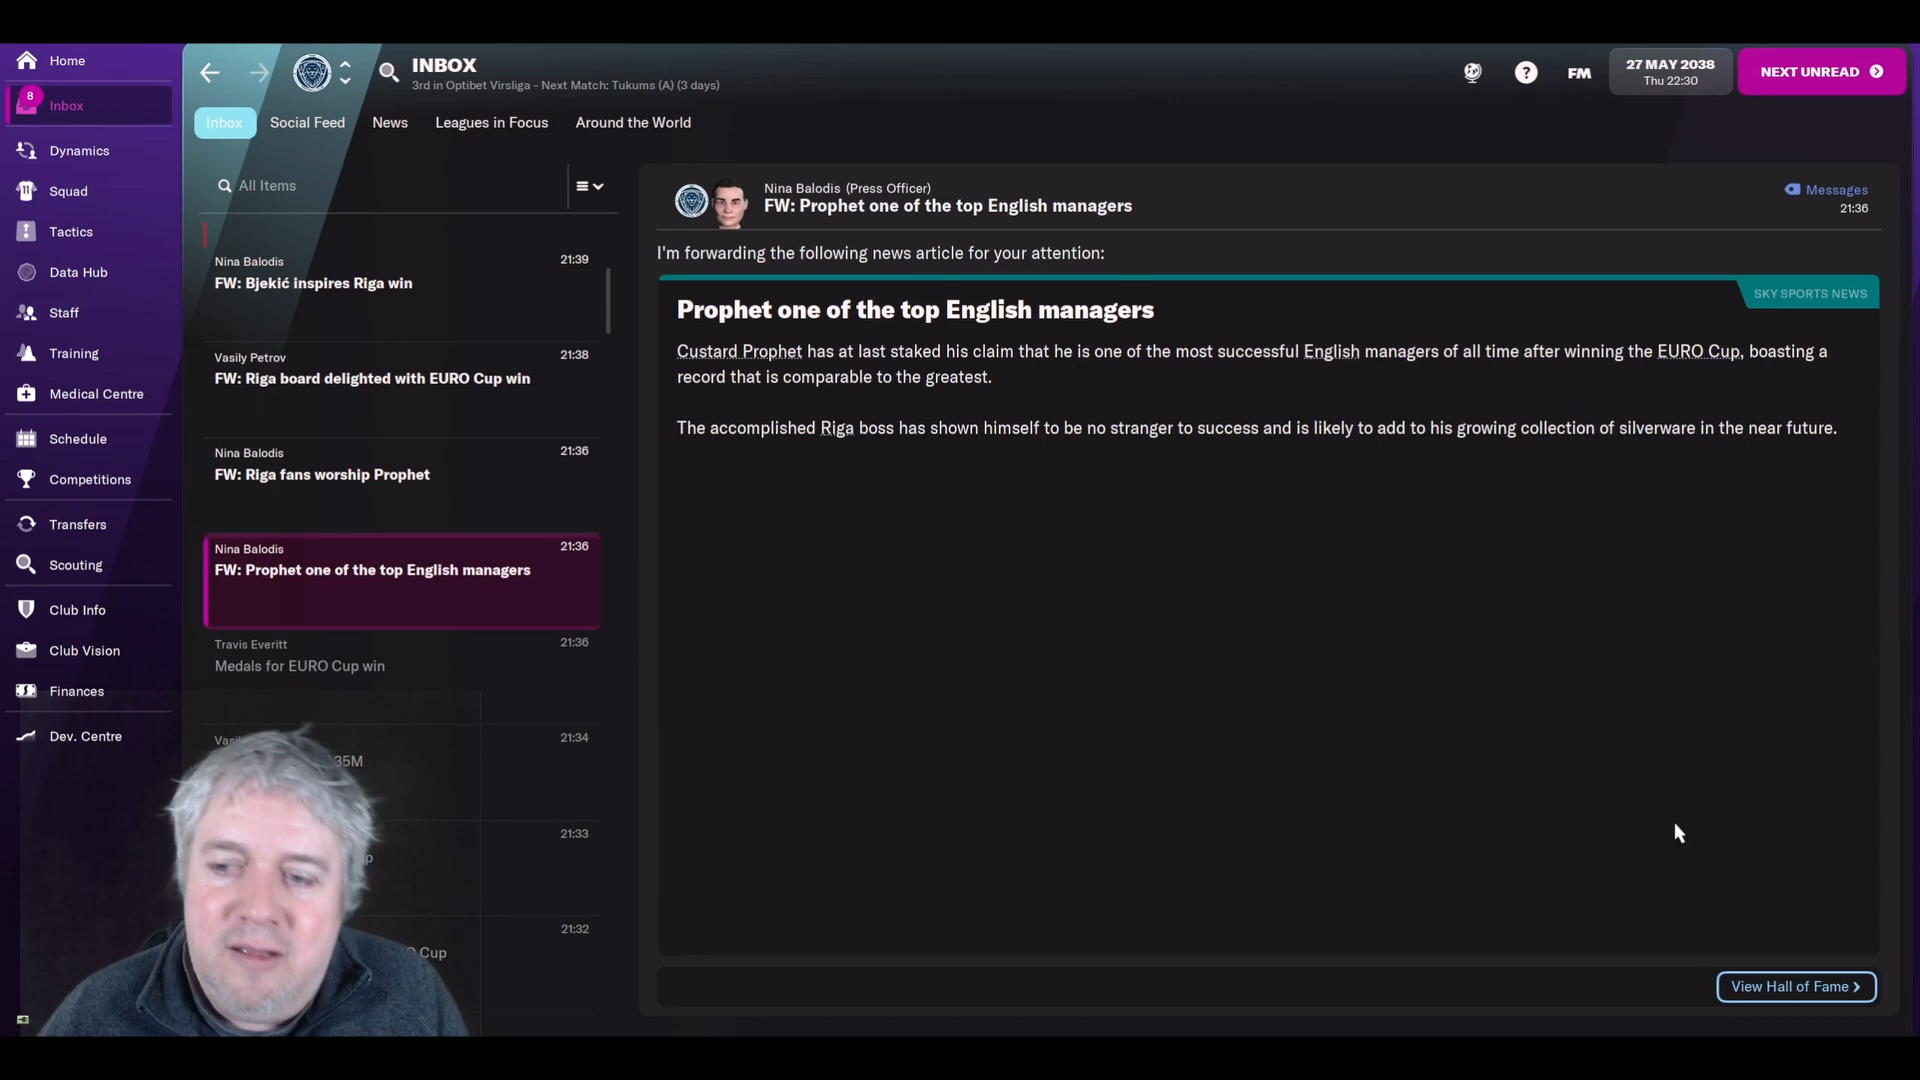 Home
8
Inbox
Dynamics
Squad
Tactics
Data Hub
Staff
Training
Medical Centre
Schedule
Competitions
Transfers
Scouting
Club Info
Club Vision
Finances
Dev. Centre
INBOX
3rd in Optibet Virsliga - Next Match: Tukums (A) (3 days)
FM
27 MAY 2038
Thu 22:30
NEXT UNREAD
Inbox Social Feed News Leagues in Focus Around the World
All Items
Nina Balodis 21:39
FW: Bjekić inspires Riga win
Vasily Petrov 21:38
FW: Riga board delighted with EURO Cup win
Nina Balodis 21:36
FW: Riga fans worship Prophet
Nina Balodis 21:36
FW: Prophet one of the top English managers
Travis Everitt 21:36
Medals for EURO Cup win
21:34
35M
21:33
21:32
Cup
Nina Balodis (Press Officer)
FW: Prophet one of the top English managers
Messages
21:36
I'm forwarding the following news article for your attention:
SKY SPORTS NEWS
Prophet one of the top English managers
Custard Prophet has at last staked his claim that he is one of the most successful English managers of all time after winning the EURO Cup, boasting a
record that is comparable to the greatest.
The accomplished Riga boss has shown himself to be no stranger to success and is likely to add to his growing collection of silverware in the near future.
View Hall of Fame